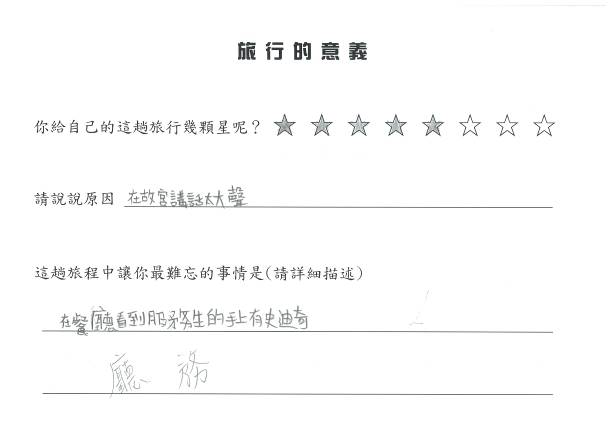 旅行的意義
你給自己的這趟旅行幾顆星呢？
請說說原因 在故宮講話太大聲
這趟旅程中讓你最難忘的事情是(請詳細描述)
在餐廳看到服務生的手上有史迪奇
廳 務